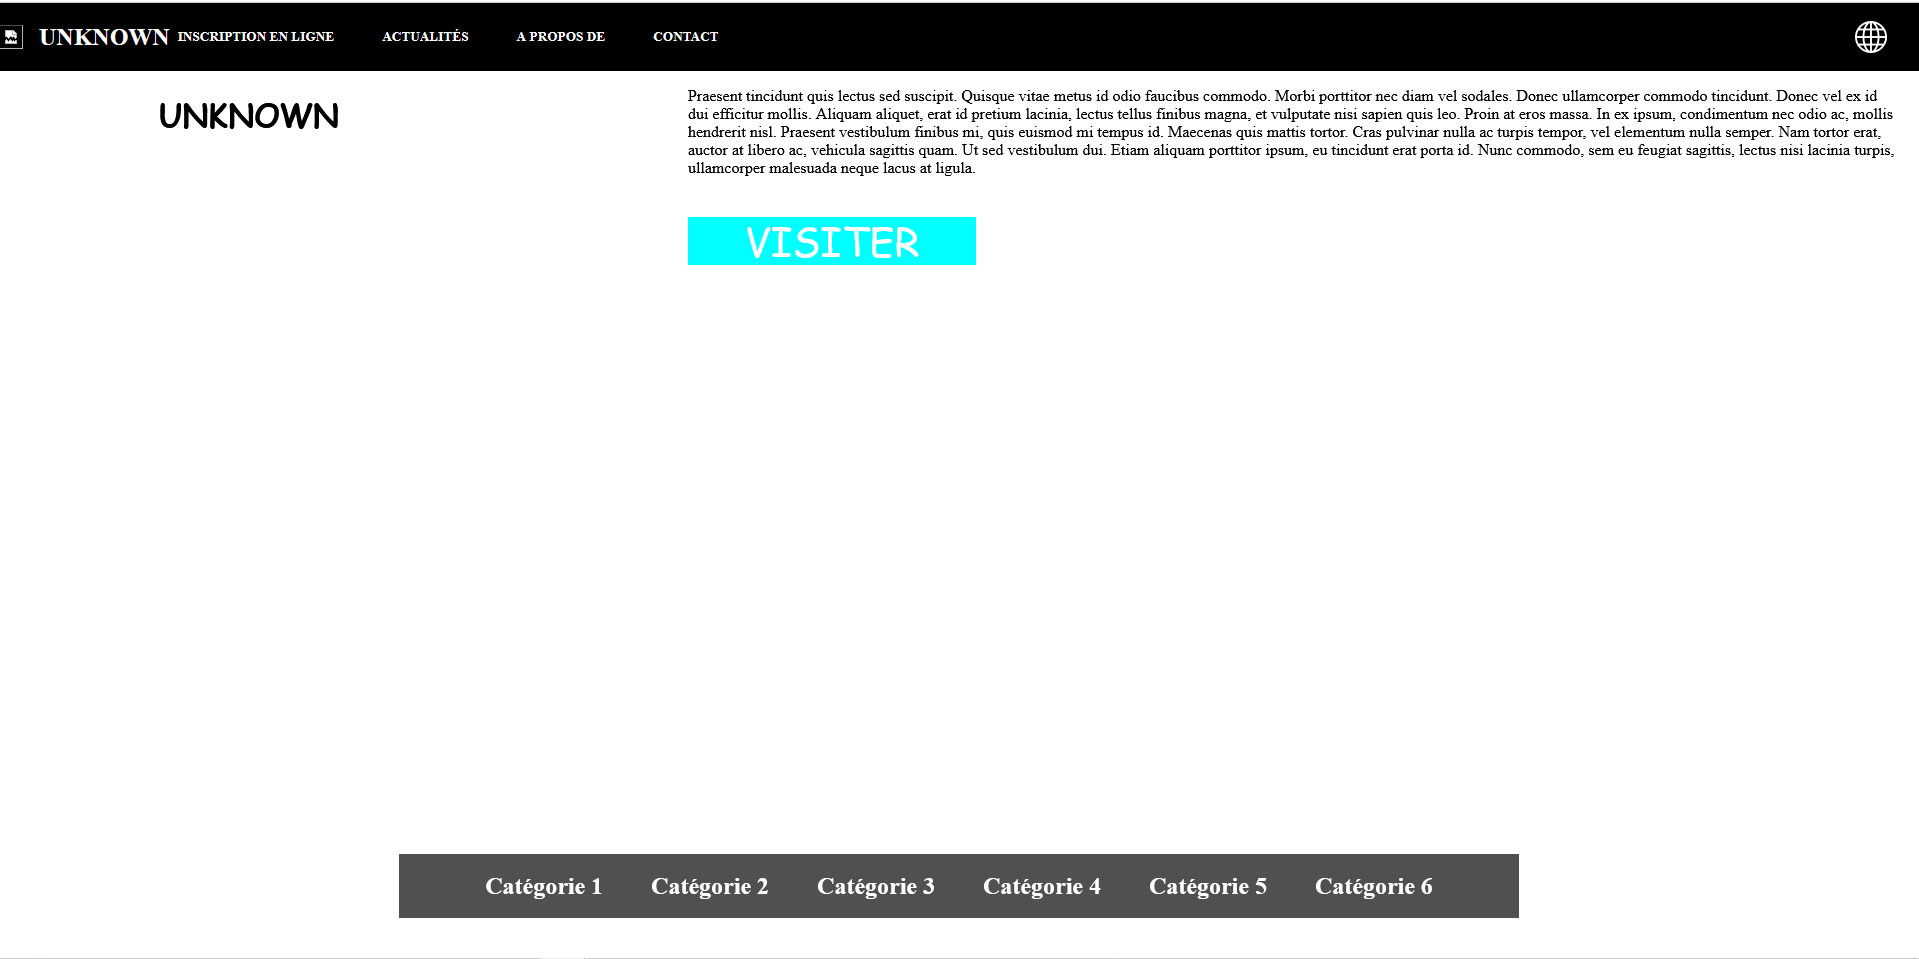 UNKNOWN INSCRIPTION EN LIGNE ACTUALITÉS A PROPOS DE CONTACT
UNKNOWN
Praesent tincidunt quis lectus sed suscipit. Quisque vitae metus id odio faucibus commodo. Morbi porttitor nec diam vel sodales. Donec ullamcorper commodo tincidunt. Donec vel ex id
dui efficitur mollis. Aliquam aliquet, erat id pretium lacinia, lectus tellus finibus magna, et vulputate nisi sapien quis leo. Proin at eros massa. In ex ipsum, condimentum nec odio ac, mollis
hendrerit nisl. Praesent vestibulum finibus mi, quis euismod mi tempus id. Maecenas quis mattis tortor. Cras pulvinar nulla ac turpis tempor, vel elementum nulla semper. Nam tortor erat,
auctor at libero ac, vehicula sagittis quam. Ut sed vestibulum dui. Etiam aliquam porttitor ipsum, eu tincidunt erat porta id. Nunc commodo, sem eu feugiat sagittis, lectus nisi lacinia turpis,
ullamcorper malesuada neque lacus at ligula.
VISITER
Catégorie 1 Catégorie 2 Catégorie 3 Catégorie 4 Catégorie 5 Catégorie 6